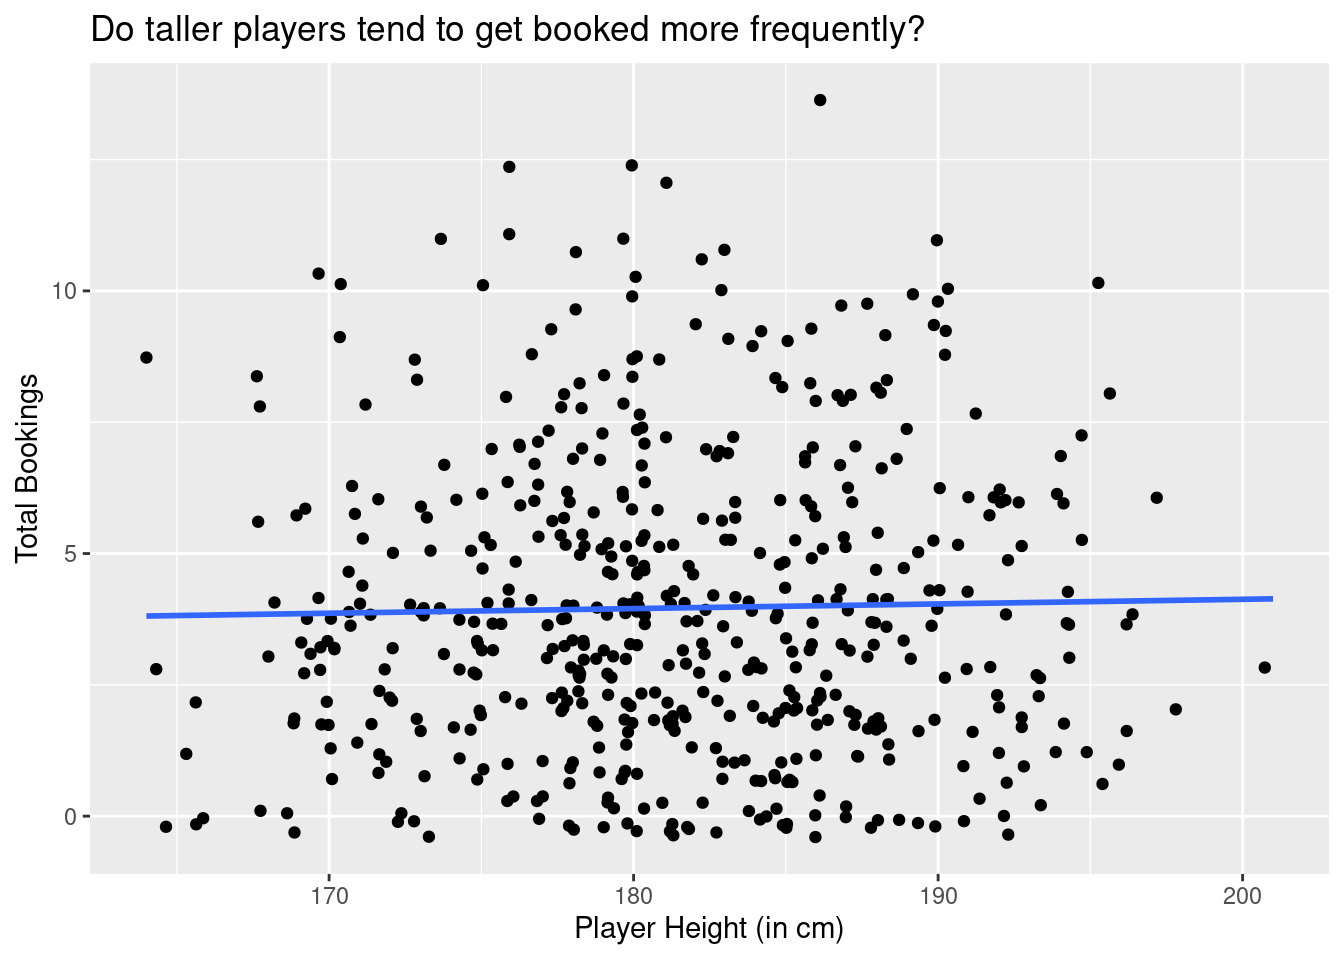 Do taller players tend to get booked more frequently?
Total Bookings
10
5
0
170
180
190
200
Player Height (in cm)